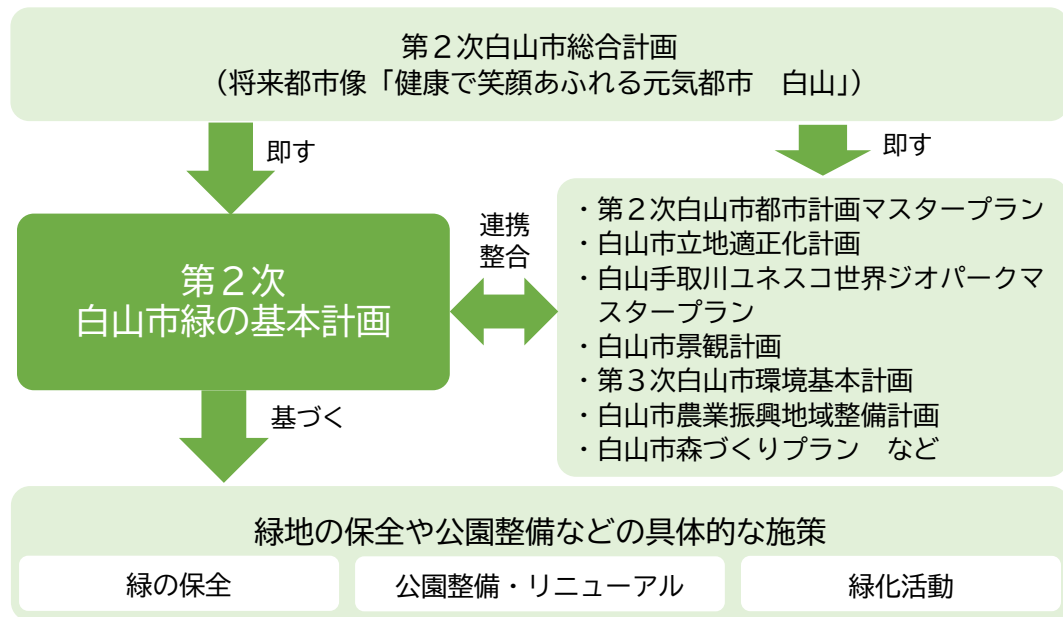 第２次白山市総合計画
（将来都市像「健康で笑顔あふれる元気都市　白山」）
即す
即す
第２次
白山市緑の基本計画
連携
整合
・第２次白山市都市計画マスタープラン
・白山市立地適正化計画
・白山手取川ユネスコ世界ジオパークマ
スタープラン
・白山市景観計画
・第３次白山市環境基本計画
・白山市農業振興地域整備計画
・白山市森づくりプラン　など
基づく
緑地の保全や公園整備などの具体的な施策
緑の保全
公園整備・リニューアル
緑化活動